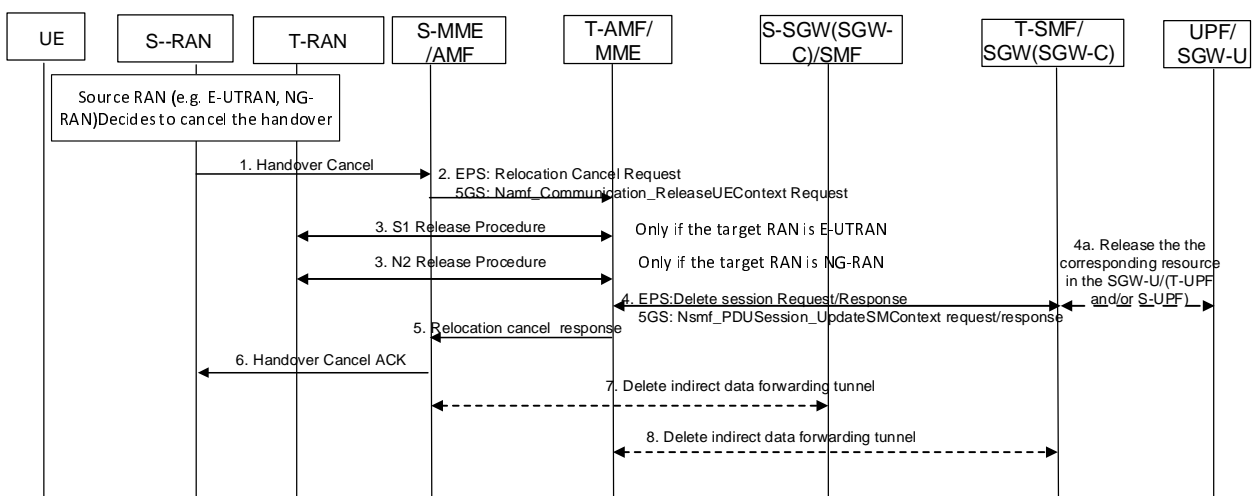 UE
S--RAN
T-RAN
S-MME
/AMF
T-AMF/
MME
S-SGW(SGW-
C)/SMF
T-SMF/
SGW(SGW-C)
UPF/
SGW-U
Source RAN (e.g. E-UTRAN, NG-
RAN)Decides to cancel the handover
1. Handover Cancel
2. EPS: Relocation Cancel Request
5GS: Namf_Communication_ReleaseUEContext Request
3. S1 Release Procedure
Only if the target RAN is E-UTRAN
3. N2 Release Procedure
Only if the target RAN is NG-RAN
4a. Release the the
corresponding resource
in the SGW-U/(T-UPF
and/or S-UPF)
4. EPS:Delete session Request/Response
5GS: Nsmf_PDUSession_UpdateSMContext request/response
5. Relocation cancel response
6. Handover Cancel ACK
7. Delete indirect data forwarding tunnel
8. Delete indirect data forwarding tunnel